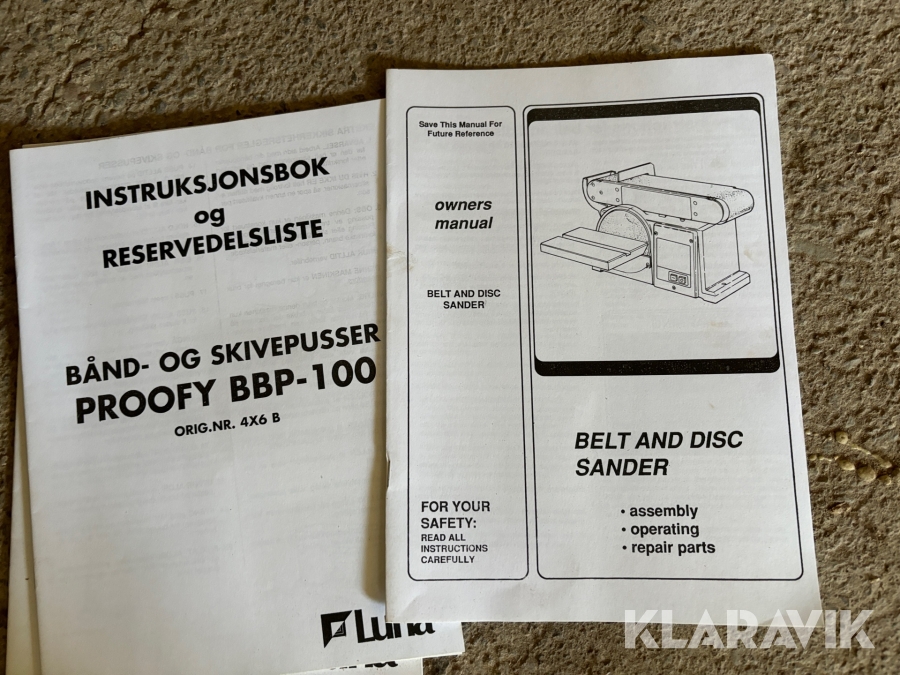 INSTRUKSJONSBOK
og
RESERVEDELSLISTE
BÅND- OG SKIVEPUSSER
PROOFY BBP-100
ORIG.NR. 4X6 B
Luna
Save This Manual For
Future Reference
owners
manual
BELT AND DISC
SANDER
FOR YOUR
SAFETY:
READ ALL
INSTRUCTIONS
CAREFULLY
BELT AND DISC
SANDER
• assembly
• operating
• repair parts
KLARAVIK